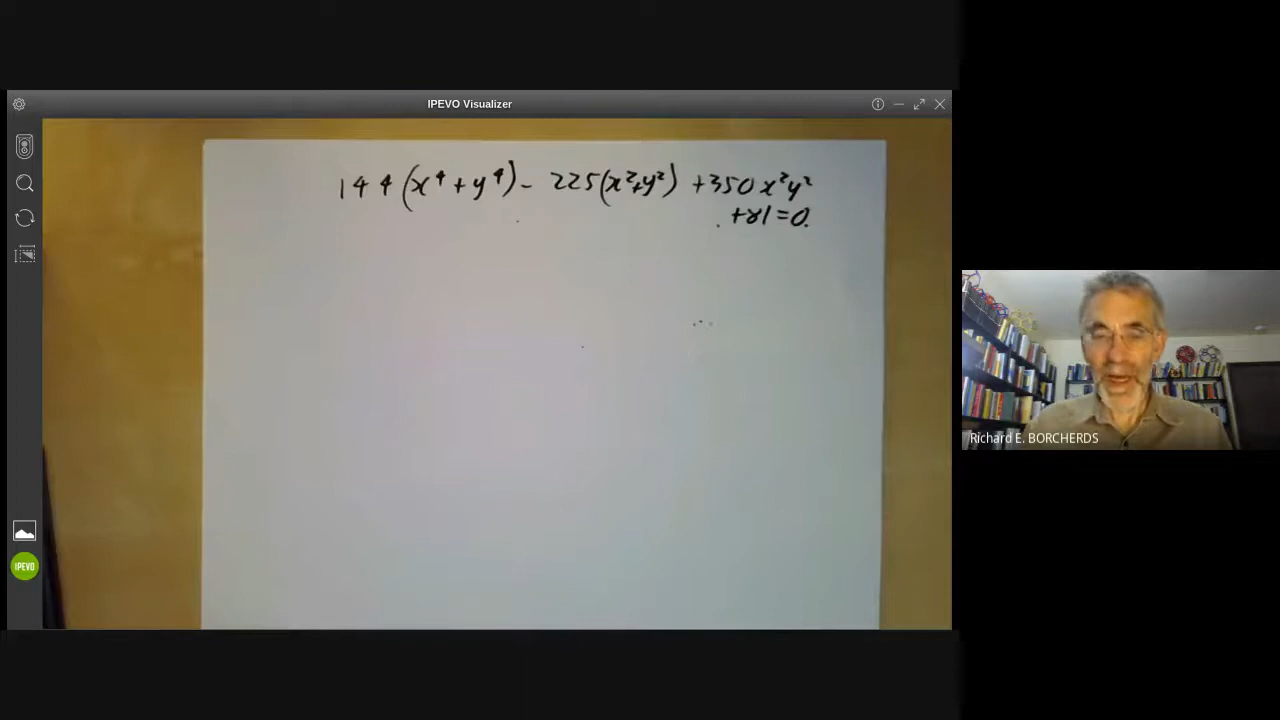 IPEVO Visualizer
144(x⁴+y⁴) - 225(x²+y²) +350x²y²
+81=0.
IPEVO
Richard E. BORCHERDS